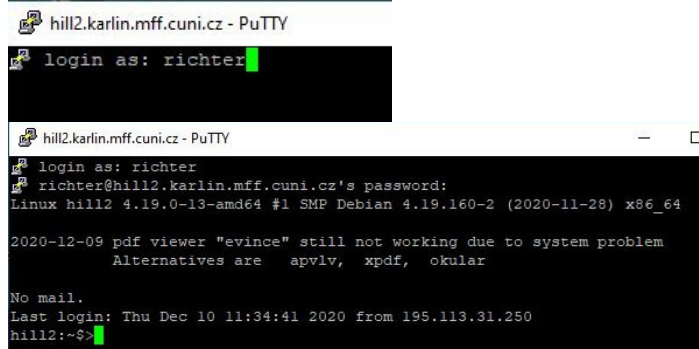 hill2.karlin.mff.cuni.cz - PuTTY
login as: richter
hill2.karlin.mff.cuni.cz - PuTTY
login as: richter
richter@hill2.karlin.mff.cuni.cz's password:
Linux hill2 4.19.0-13-amd64 #1 SMP Debian 4.19.160-2 (2020-11-28) x86_64
2020-12-09 pdf viewer "evince" still not working due to system problem
Alternatives are apvlv, xpdf, okular
No mail.
Last login: Thu Dec 10 11:34:41 2020 from 195.113.31.250
hill2:~$>